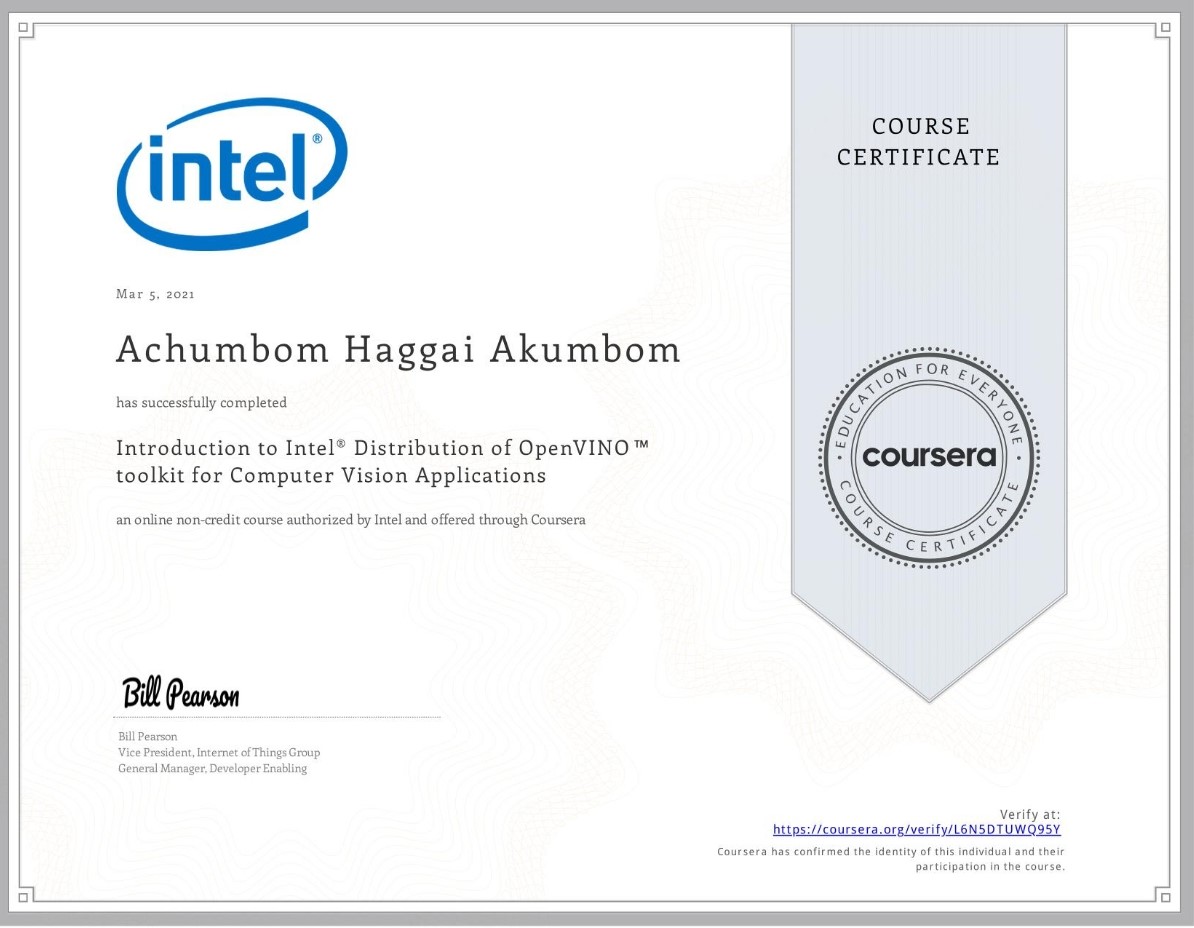 intel®
COURSE
CERTIFICATE
Mar 5, 2021
Achumbom Haggai Akumbom
has successfully completed
Introduction to Intel® Distribution of OpenVINO™
toolkit for Computer Vision Applications
an online non-credit course authorized by Intel and offered through Coursera
EDUCATION FOR EVERYONE
coursera
COURSE CERTIFICATE
Bill Pearson
Bill Pearson
Vice President, Internet of Things Group
General Manager, Developer Enabling
Verify at:
https://coursera.org/verify/L6N5DTUWQ95Y
Coursera has confirmed the identity of this individual and their
participation in the course.